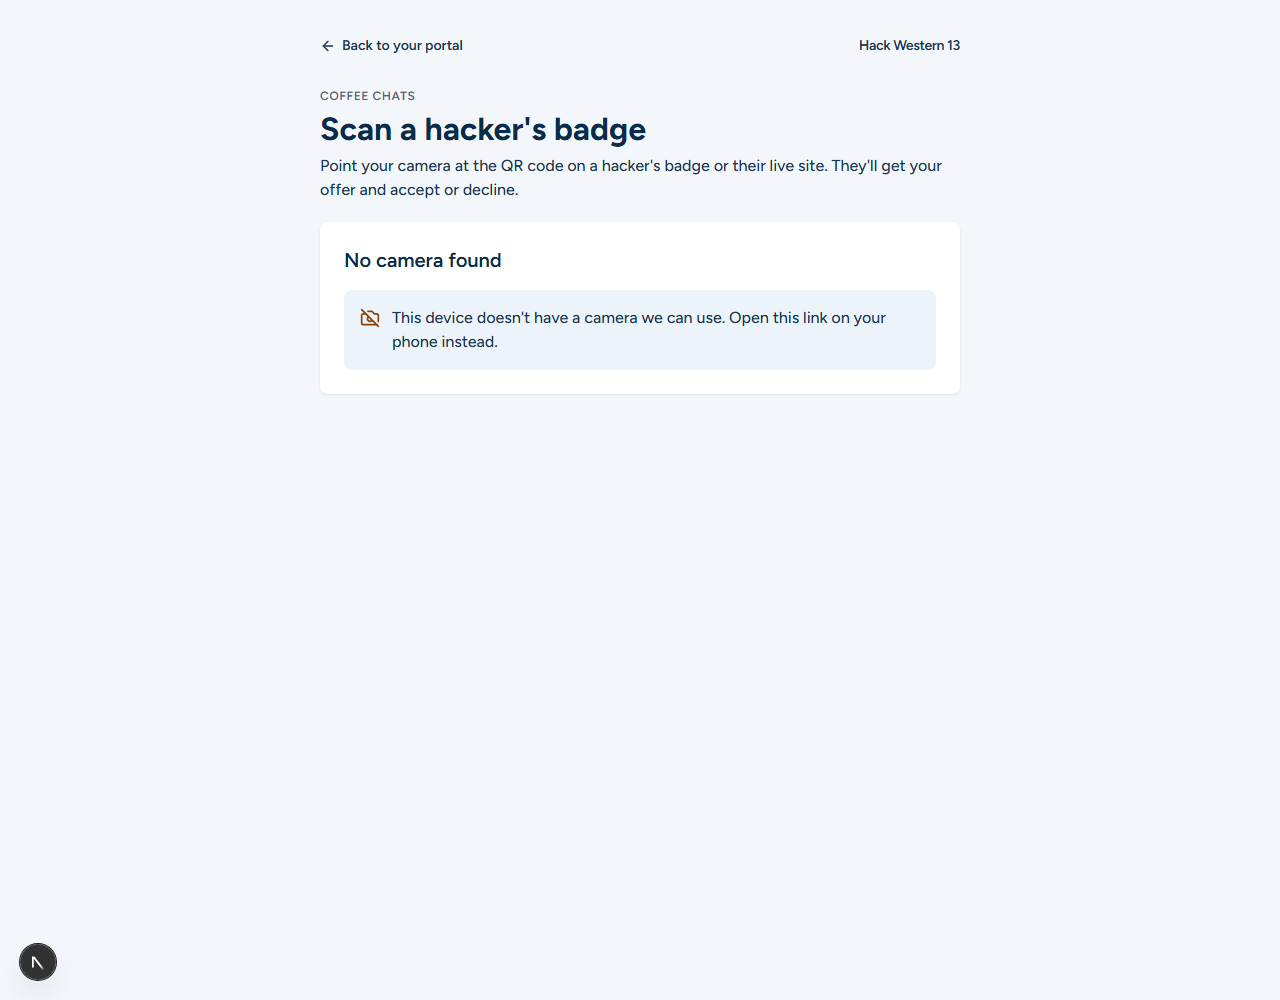 Back to your portal
Hack Western 13
COFFEE CHATS
Scan a hacker's badge
Point your camera at the QR code on a hacker's badge or their live site. They'll get your
offer and accept or decline.
No camera found
This device doesn't have a camera we can use. Open this link on your
phone instead.